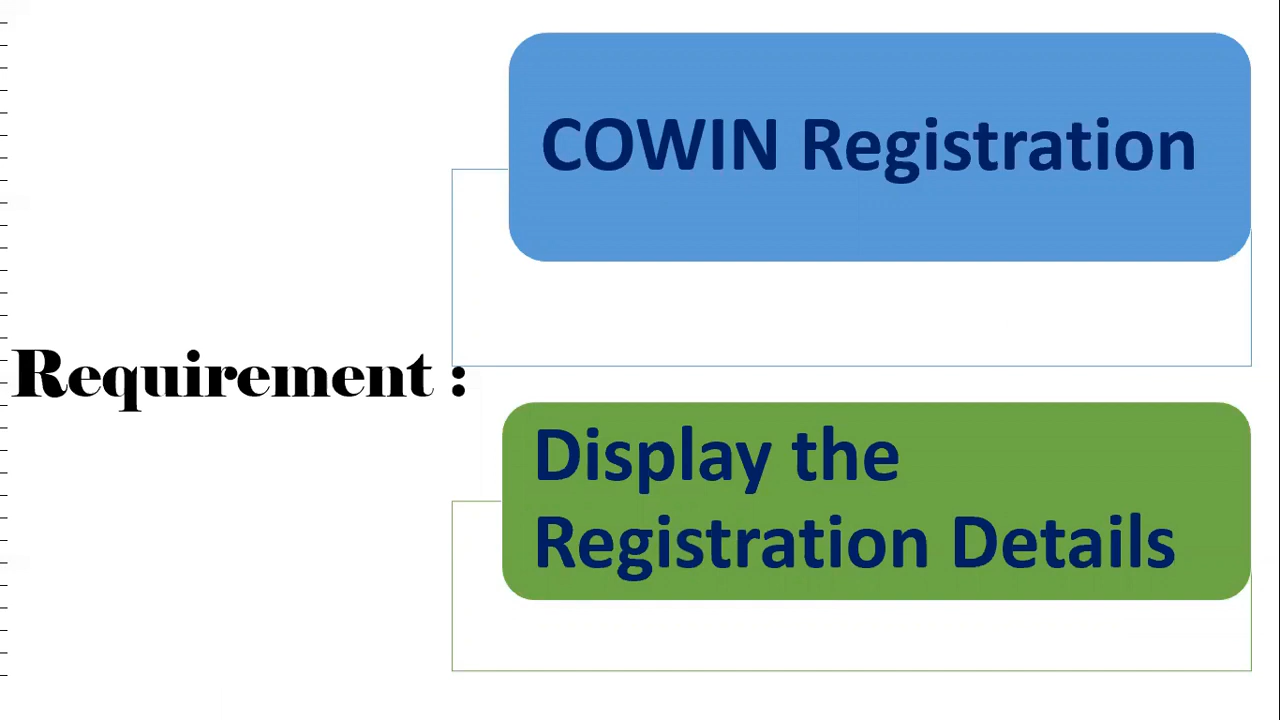 COWIN Registration
Requirement :
Display the
Registration Details